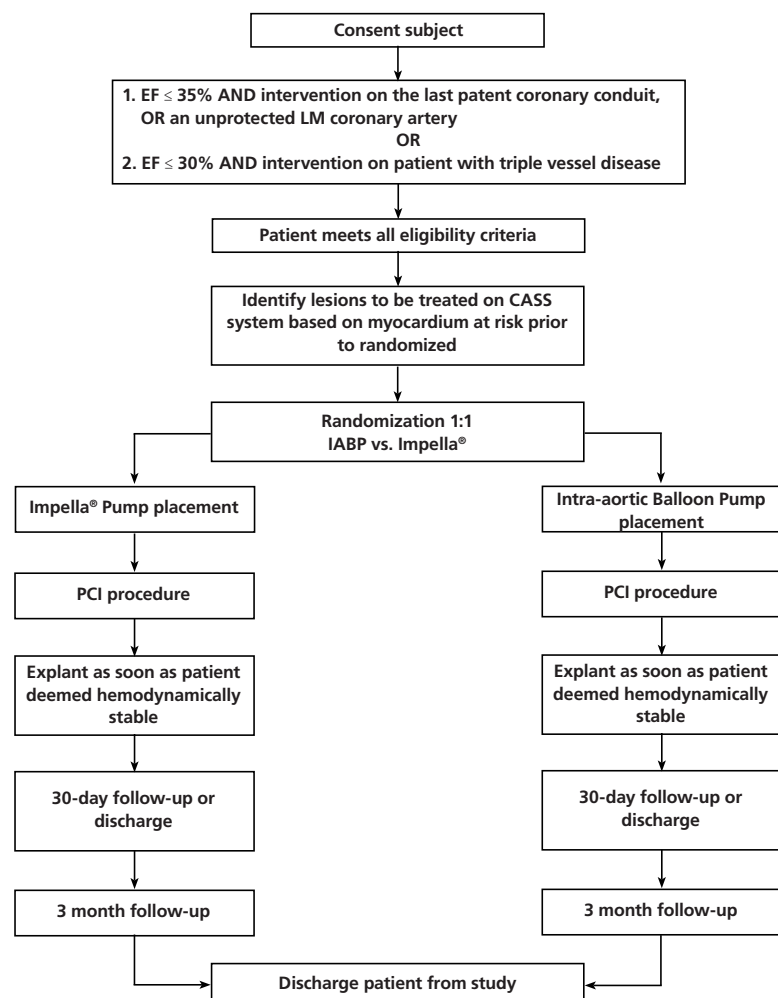 Consent subject
1. EF ≤ 35% AND intervention on the last patent coronary conduit,
OR an unprotected LM coronary artery
OR
2. EF ≤ 30% AND intervention on patient with triple vessel disease
Patient meets all eligibility criteria
Identify lesions to be treated on CASS
system based on myocardium at risk prior
to randomized
Randomization 1:1
IABP vs. Impella®
Impella® Pump placement
PCI procedure
Explant as soon as patient
deemed hemodynamically
stable
30-day follow-up or
discharge
3 month follow-up
Intra-aortic Balloon Pump
placement
PCI procedure
Explant as soon as patient
deemed hemodynamically
stable
30-day follow-up or
discharge
3 month follow-up
Discharge patient from study